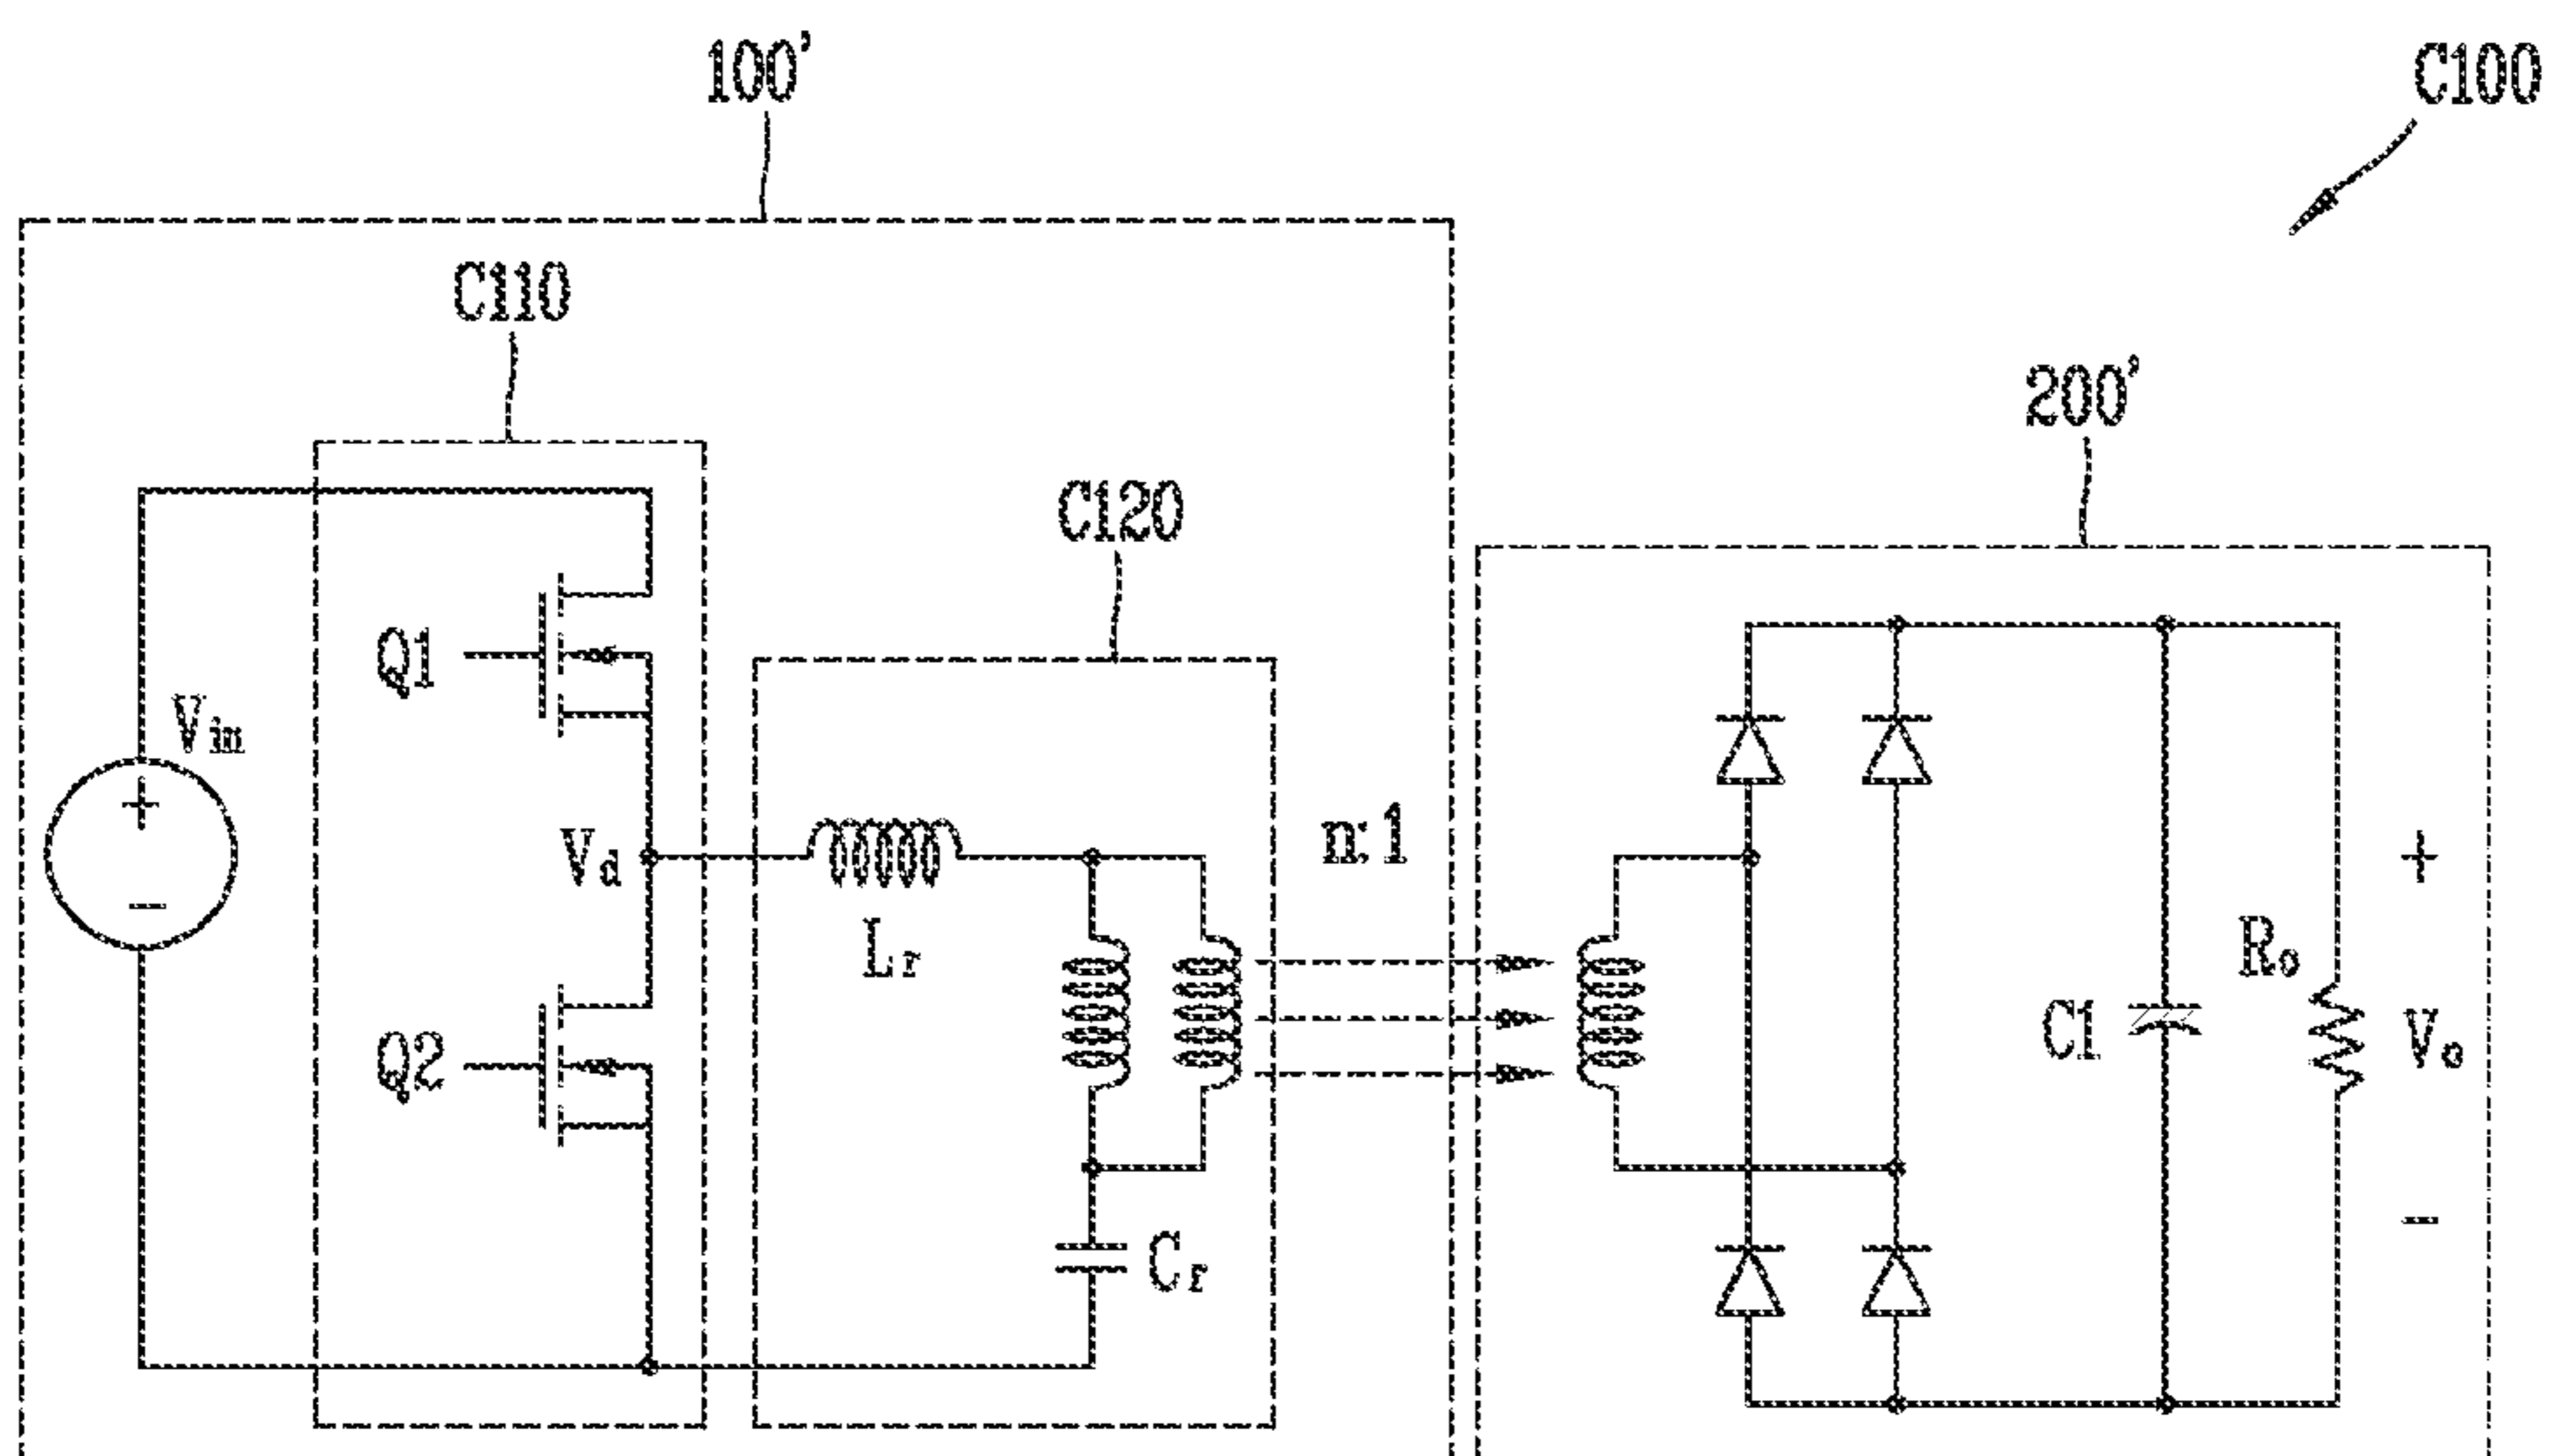 100'
C100
C110
200'
C120
Q1
Vin
+
−
Vd
n:1
Lr
Q2
Cr
C1
Ro
+
Vo
−